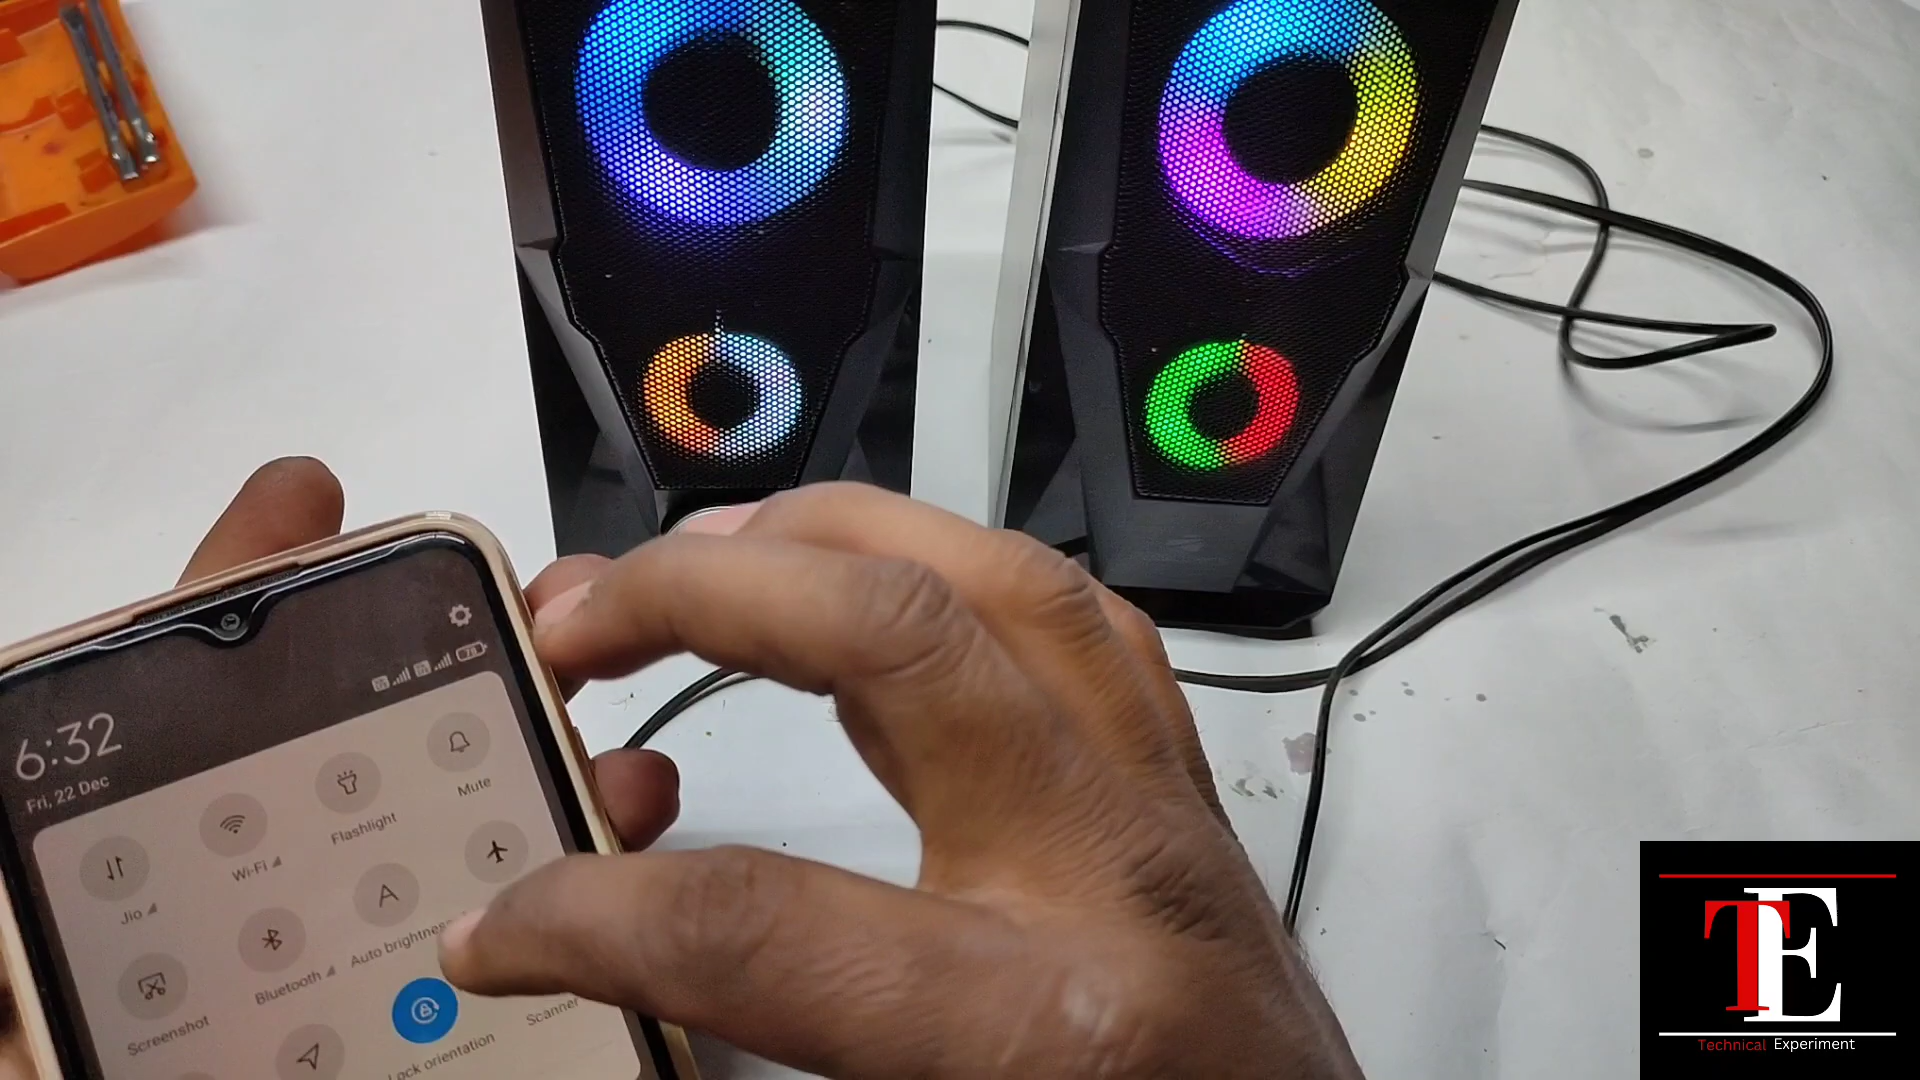 78
6:32
Fri, 22 Dec
Jio
Wi-Fi
Flashlight
Mute
Screenshot
Bluetooth
Auto brightness
A
Lock orientation
Scanner
TE
Technical Experiment